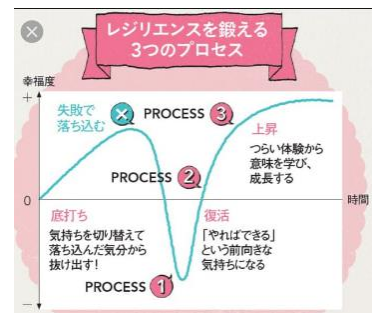 レジリエンスを鍛える
3つのプロセス
幸福度
+
失敗で
落ち込む
×
PROCESS 3
上昇
つらい体験から
意味を学び、
成長する
PROCESS 2
0
時間
底打ち
気持ちを切り替えて
落ち込んだ気分から
抜け出す!
復活
「やればできる」
という前向きな
気持ちになる
PROCESS 1
−